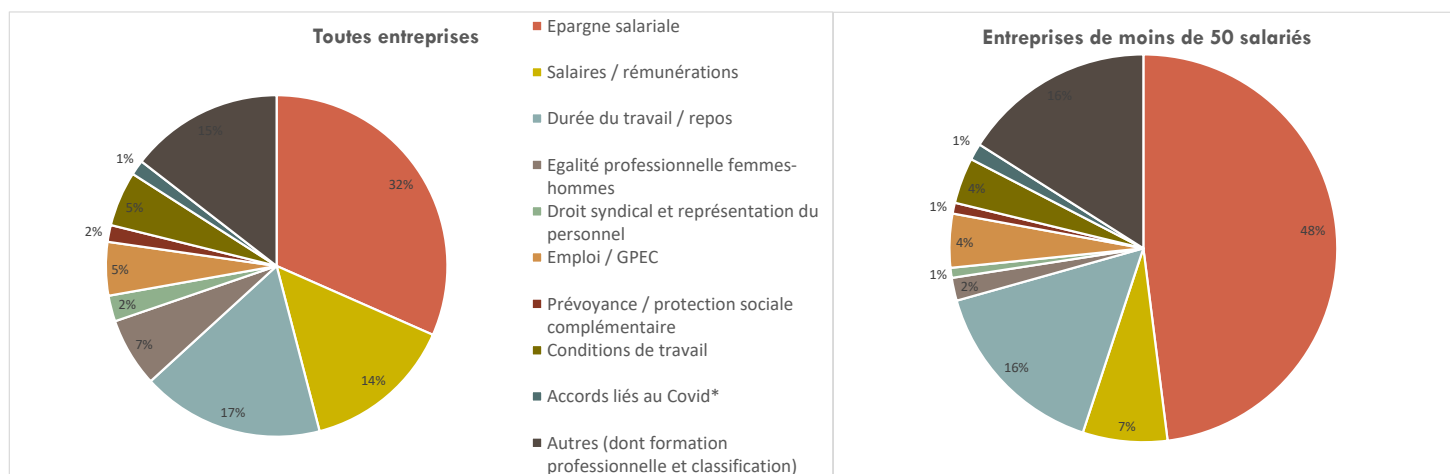 Toutes entreprises
32%
14%
17%
7%
2%
5%
2%
5%
1%
15%
Epargne salariale
Salaires / rémunérations
Durée du travail / repos
Egalité professionnelle femmes-
hommes
Droit syndical et représentation du
personnel
Emploi / GPEC
Prévoyance / protection sociale
complémentaire
Conditions de travail
Accords liés au Covid*
Autres (dont formation
professionnelle et classification)
Entreprises de moins de 50 salariés
48%
7%
16%
2%
1%
4%
1%
4%
1%
16%